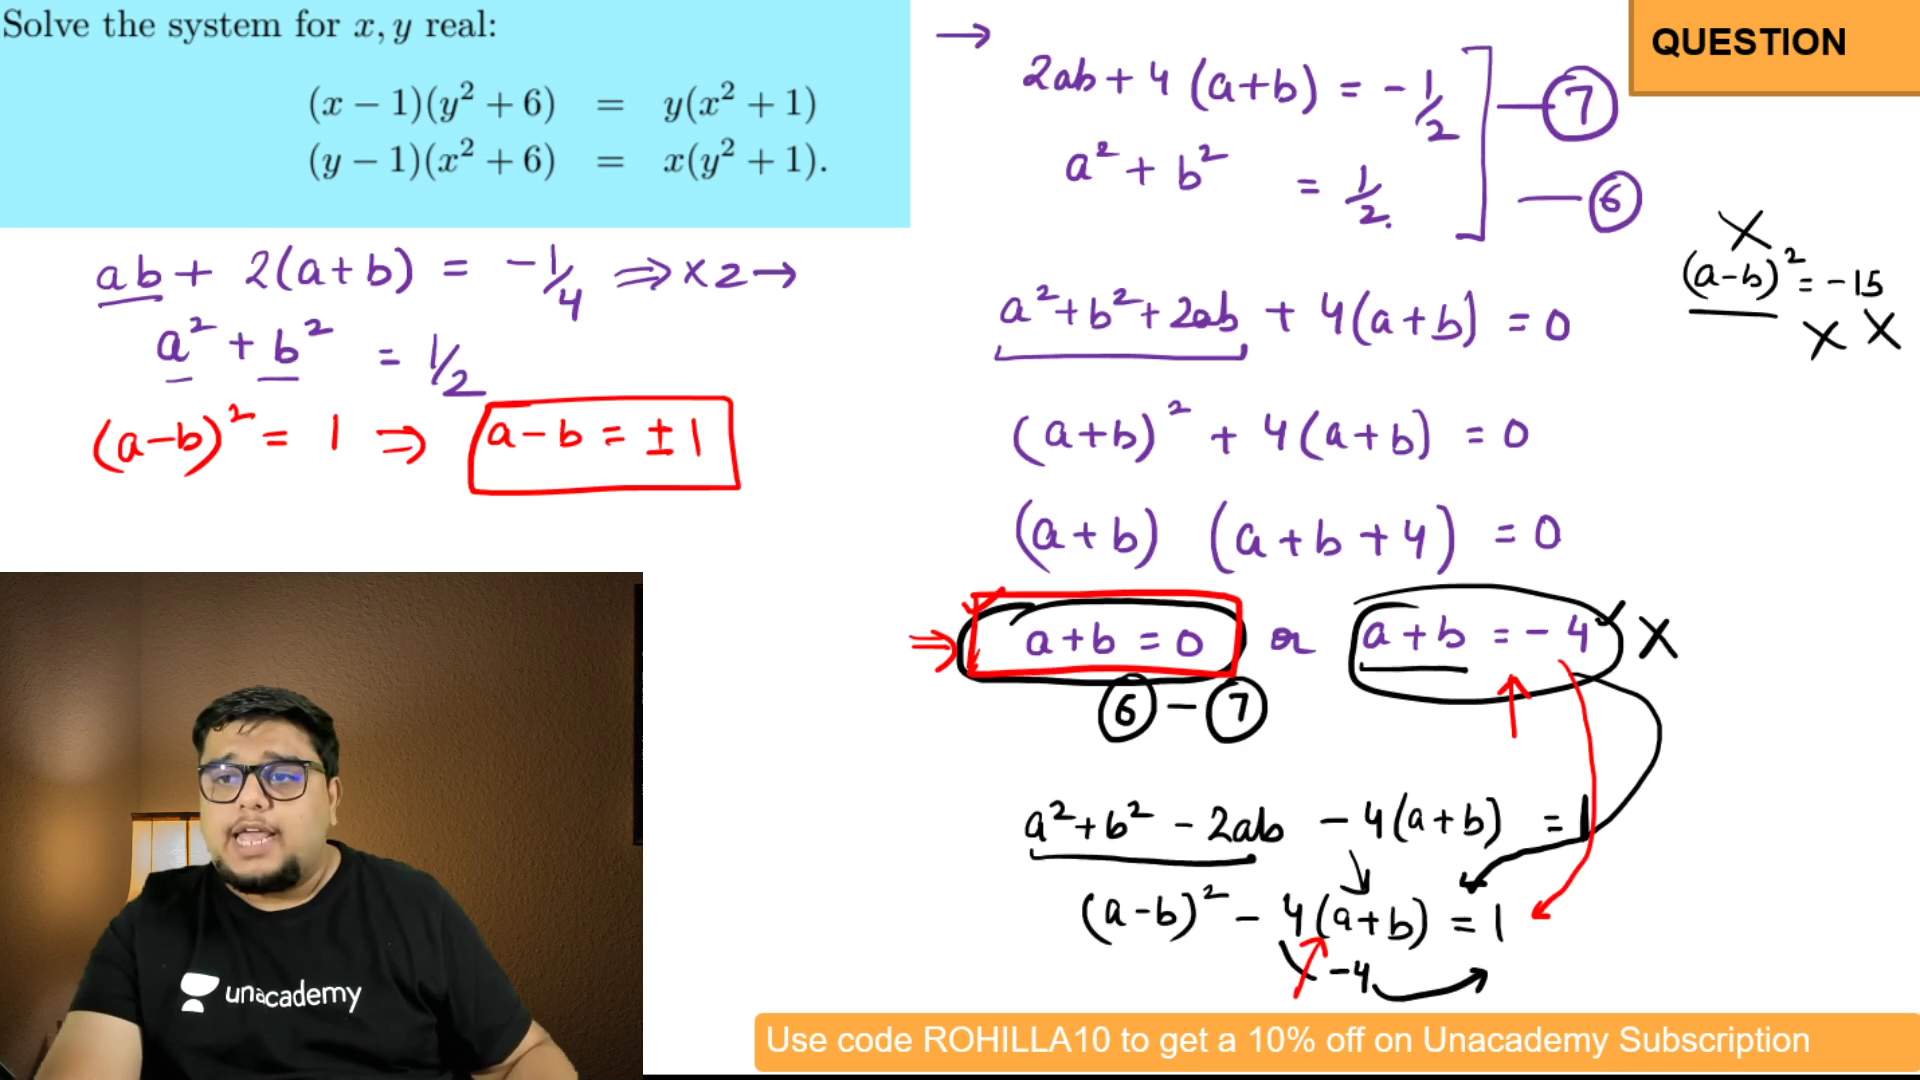 Solve the system for x, y real:
(x − 1)(y² + 6) = y(x² + 1)
(y − 1)(x² + 6) = x(y² + 1).
ab + 2(a+b) = -1/4 ⇒ x2 →
a² + b² = 1/2
(a-b)² = 1 ⇒ a-b = ±1
unacademy
QUESTION
→ 2ab + 4 (a+b) = -1/2 — 7
a² + b² = 1/2. — 6
X
(a-b)² = -15
X X
a² + b² + 2ab + 4(a+b) = 0
(a+b)² + 4(a+b) = 0
(a+b) (a+b+4) = 0
⇒ a+b = 0 or a+b = -4 X
6 - 7
a²+b² - 2ab - 4(a+b) = 1
(a-b)² - 4(a+b) = 1
x -4
Use code ROHILLA10 to get a 10% off on Unacademy Subscription